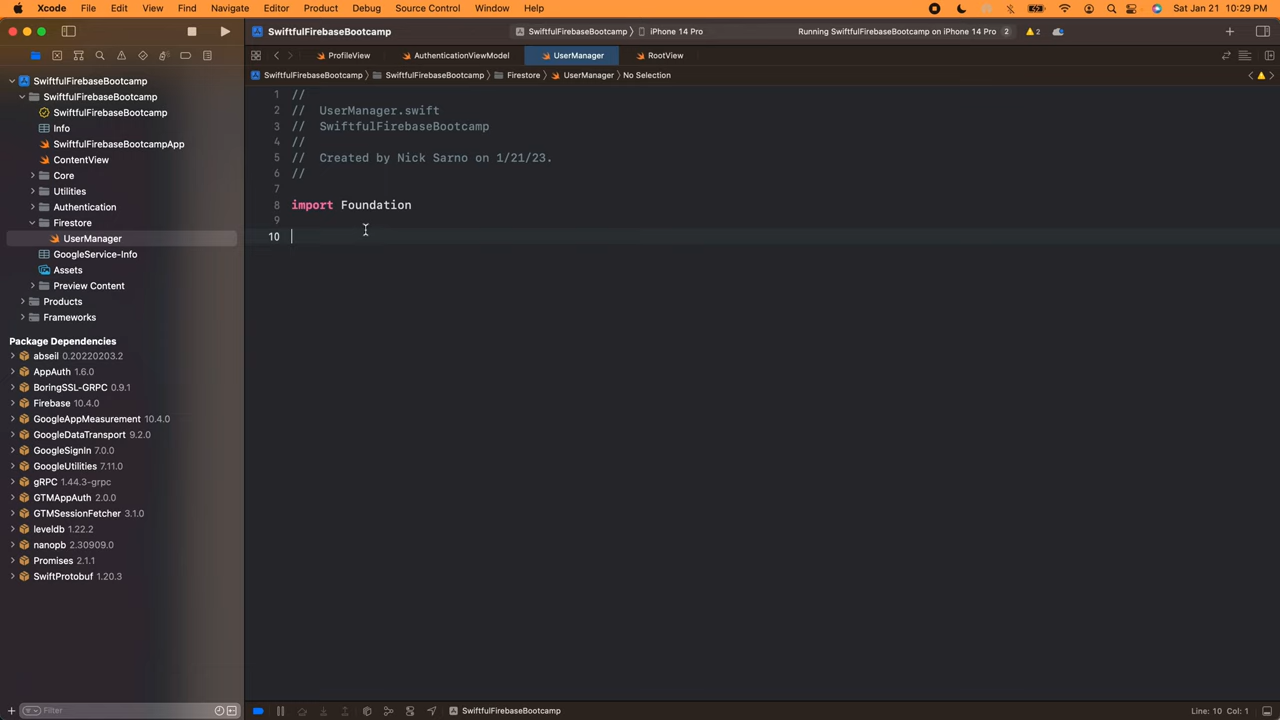 Xcode File Edit View Find Navigate Editor Product Debug Source Control Window Help Sat Jan 21 10:29 PM
SwiftfulFirebaseBootcamp SwiftfulFirebaseBootcamp 〉 iPhone 14 Pro Running SwiftfulFirebaseBootcamp on iPhone 14 Pro 2 2
ProfileView AuthenticationViewModel UserManager RootView
SwiftfulFirebaseBootcamp 〉 SwiftfulFirebaseBootcamp 〉 Firestore 〉 UserManager 〉 No Selection
SwiftfulFirebaseBootcamp
SwiftfulFirebaseBootcamp
SwiftfulFirebaseBootcamp
Info
SwiftfulFirebaseBootcampApp
ContentView
Core
Utilities
Authentication
Firestore
UserManager
GoogleService-Info
Assets
Preview Content
Products
Frameworks
Package Dependencies
abseil 0.20220203.2
AppAuth 1.6.0
BoringSSL-GRPC 0.9.1
Firebase 10.4.0
GoogleAppMeasurement 10.4.0
GoogleDataTransport 9.2.0
GoogleSignIn 7.0.0
GoogleUtilities 7.11.0
gRPC 1.44.3-grpc
GTMAppAuth 2.0.0
GTMSessionFetcher 3.1.0
leveldb 1.22.2
nanopb 2.30909.0
Promises 2.1.1
SwiftProtobuf 1.20.3
Filter
1 //
2 // UserManager.swift
3 // SwiftfulFirebaseBootcamp
4 //
5 // Created by Nick Sarno on 1/21/23.
6 //
7
8 import Foundation
9
10
SwiftfulFirebaseBootcamp
Line: 10 Col: 1